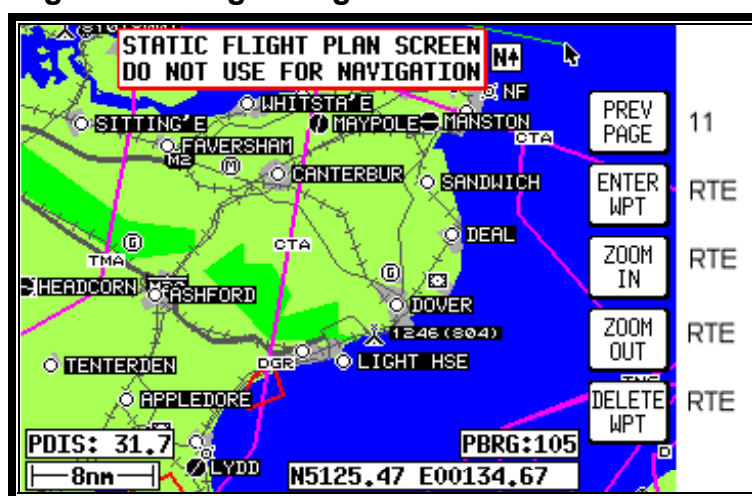 STATIC FLIGHT PLAN SCREEN
DO NOT USE FOR NAVIGATION
N↑
NF
WHITSTA'E
SITTING'E
MAYPOLE
MANSTON
CTA
FAVERSHAM
M2
M
CANTERBUR
SANDWICH
DEAL
G
CTA
TMA
G
HEADCORN
ASHFORD
DOVER
1246(804)
TENTERDEN
DGR
LIGHT HSE
APPLEDORE
PDIS: 31.7
PBRG:105
D
8nm
LYDD
N5125.47 E00134.67
PREV
PAGE
11
ENTER
WPT
RTE
ZOOM
IN
RTE
ZOOM
OUT
RTE
DELETE
WPT
RTE